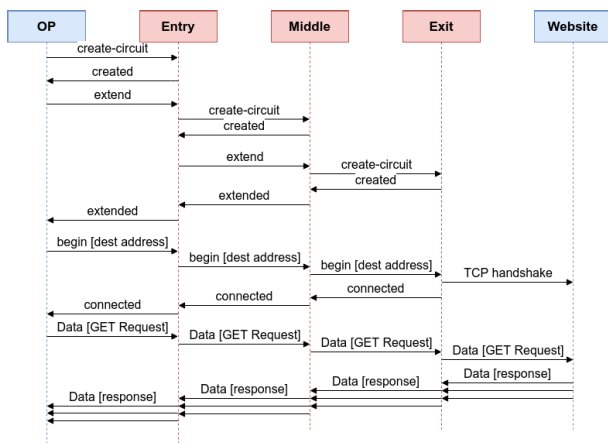 OP
Entry
Middle
Exit
Website
create-circuit
created
extend
create-circuit
created
extend
create-circuit
created
extended
extended
begin [dest address]
begin [dest address]
begin [dest address]
TCP handshake
connected
connected
connected
Data [GET Request]
Data [GET Request]
Data [GET Request]
Data [GET Request]
Data [response]
Data [response]
Data [response]
Data [response]